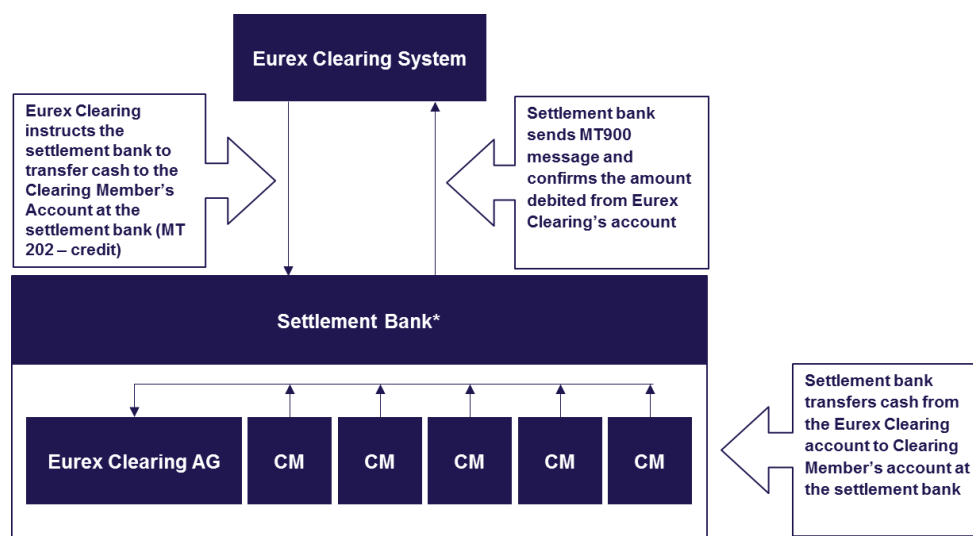 Eurex Clearing System
Eurex Clearing
instructs the
settlement bank to
transfer cash to the
Clearing Member's
Account at the
settlement bank (MT
202 – credit)
Settlement bank
sends MT900
message and
confirms the amount
debited from Eurex
Clearing's account
Settlement Bank*
Eurex Clearing AG
CM
CM
CM
CM
CM
Settlement bank
transfers cash from
the Eurex Clearing
account to Clearing
Member's account at
the settlement bank